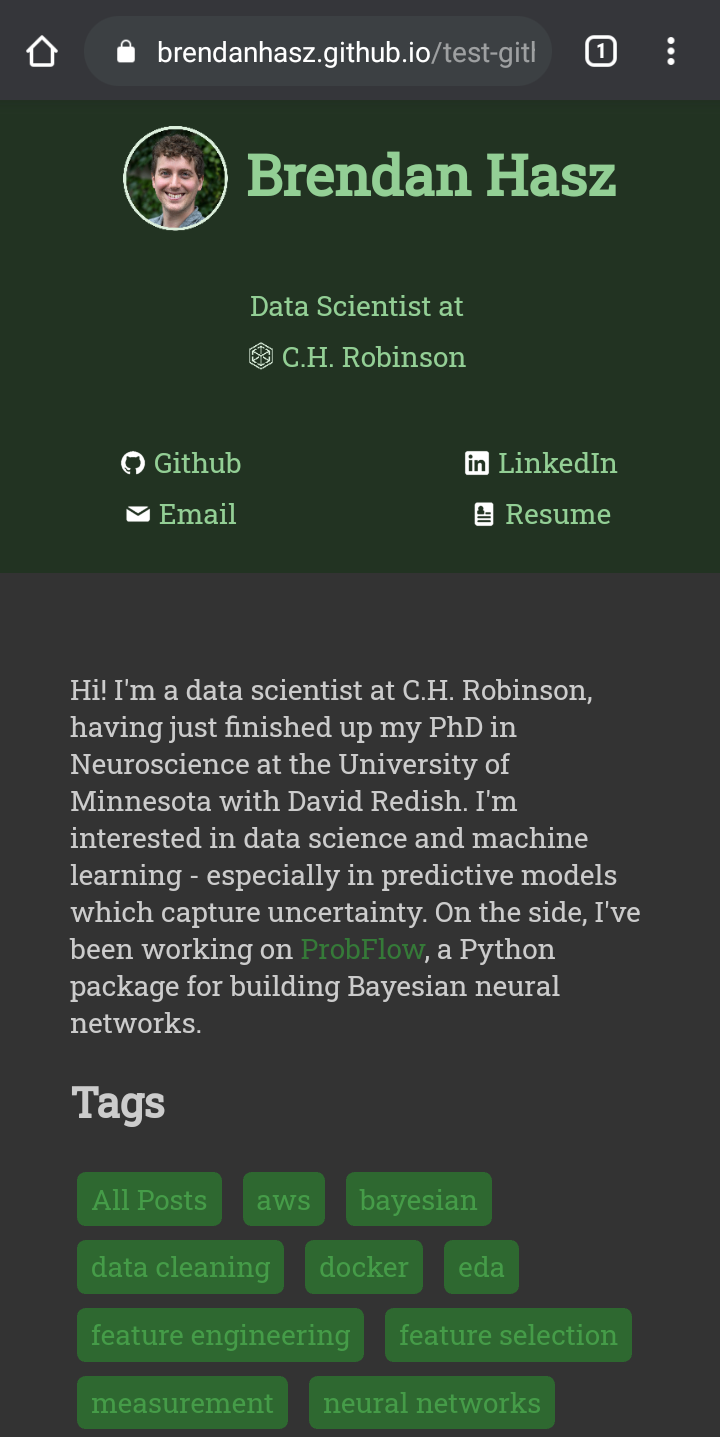 1
brendanhasz.github.io/test-gitl
Brendan Hasz
Data Scientist at
C.H. Robinson
Github
LinkedIn
Email
Resume
Hi! I'm a data scientist at C.H. Robinson,
having just finished up my PhD in
Neuroscience at the University of
Minnesota with David Redish. I'm
interested in data science and machine
learning - especially in predictive models
which capture uncertainty. On the side, I've
been working on ProbFlow, a Python
package for building Bayesian neural
networks.
Tags
All Posts aws bayesian
data cleaning docker eda
feature engineering feature selection
measurement neural networks